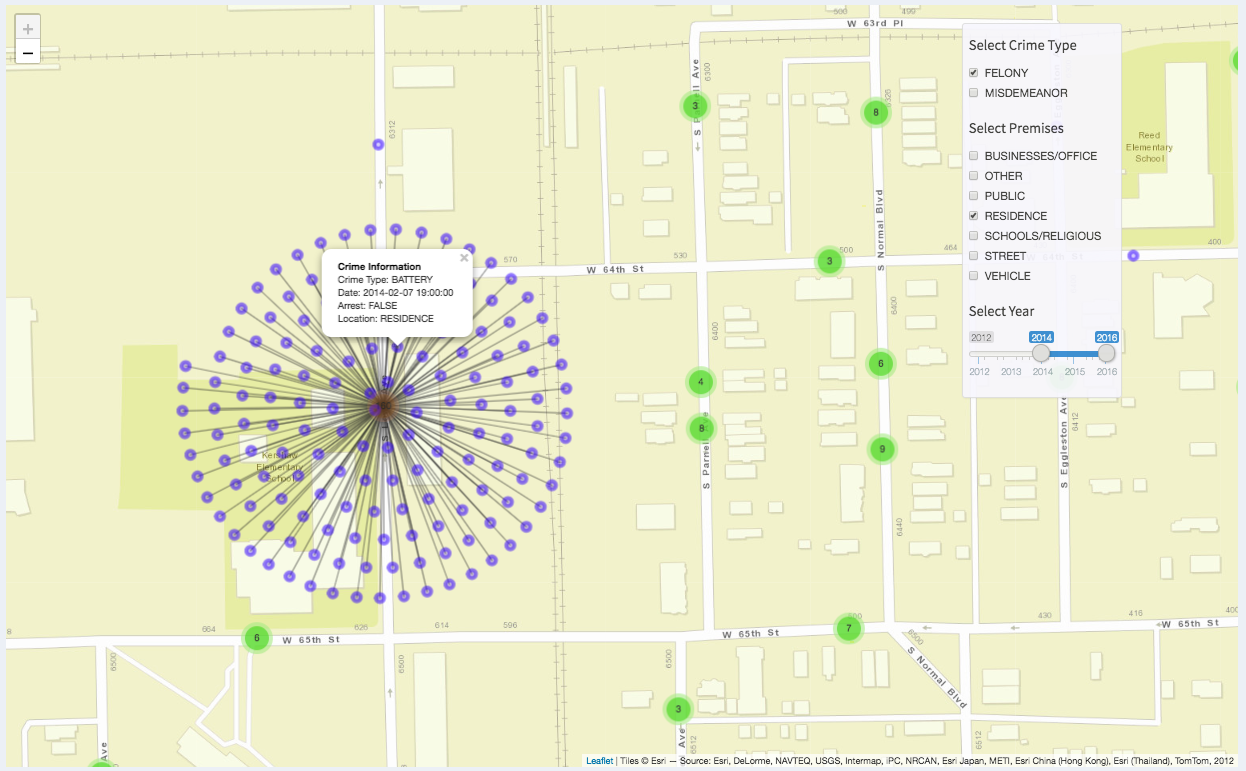 +
−
500
499
W 63rd Pl
6300
6312
6326
S
Ave
3
8
Select Crime Type
FELONY
MISDEMEANOR
Select Premises
BUSINESSES/OFFICE
OTHER
PUBLIC
RESIDENCE
SCHOOLS/RELIGIOUS
STREET
VEHICLE
Select Year
2012
2014
2016
2012 2013 2014 2015 2016
Reed
Elementary
School
S Normal Blvd
570
W 64th St
530
3
500
464
400
×
Crime Information
Crime Type: BATTERY
Date: 2014-02-07 19:00:00
Arrest: FALSE
Location: RESIDENCE
6400
6400
6
4
8
9
S Parnell
6412
S Eggleston Ave
Kershaw
Elementary
School
6440
8
664
6
W 65th St
626
614
596
W 65th St
7
430
416
400
W 65th St
6500
6500
6500
6500
S Normal Blvd
3
Ave
Ave
6512
6512
Leaflet | Tiles © Esri — Source: Esri, DeLorme, NAVTEQ, USGS, Intermap, iPC, NRCAN, Esri Japan, METI, Esri China (Hong Kong), Esri (Thailand), TomTom, 2012